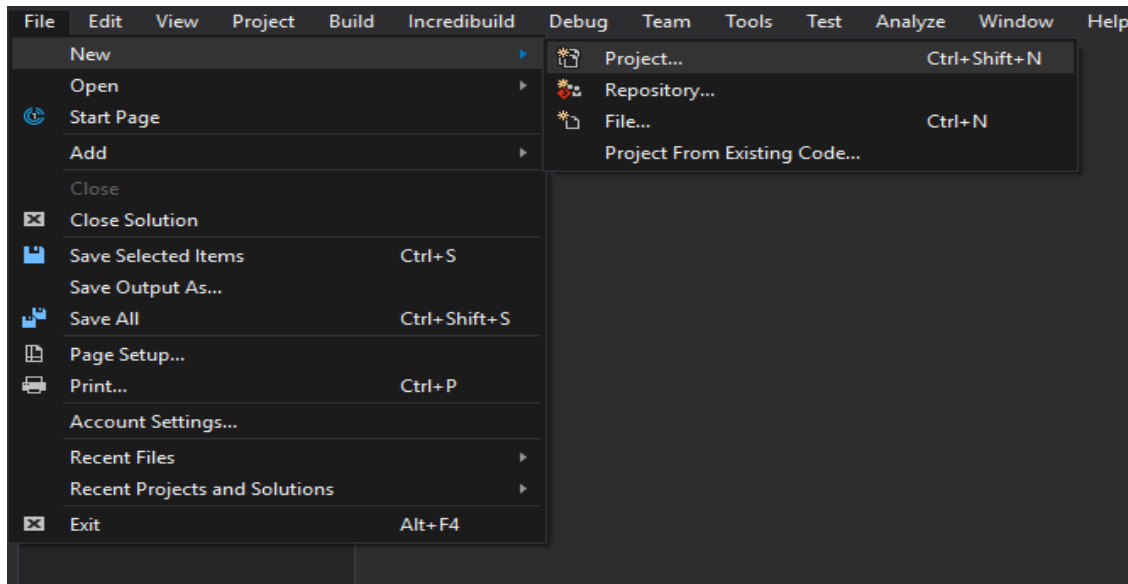 File Edit View Project Build Incredibuild Debug Team Tools Test Analyze Window Help
New
Open
Start Page
Add
Close
Close Solution
Save Selected Items Ctrl+S
Save Output As...
Save All Ctrl+Shift+S
Page Setup...
Print... Ctrl+P
Account Settings...
Recent Files
Recent Projects and Solutions
Exit Alt+F4
Project... Ctrl+Shift+N
Repository...
File... Ctrl+N
Project From Existing Code...